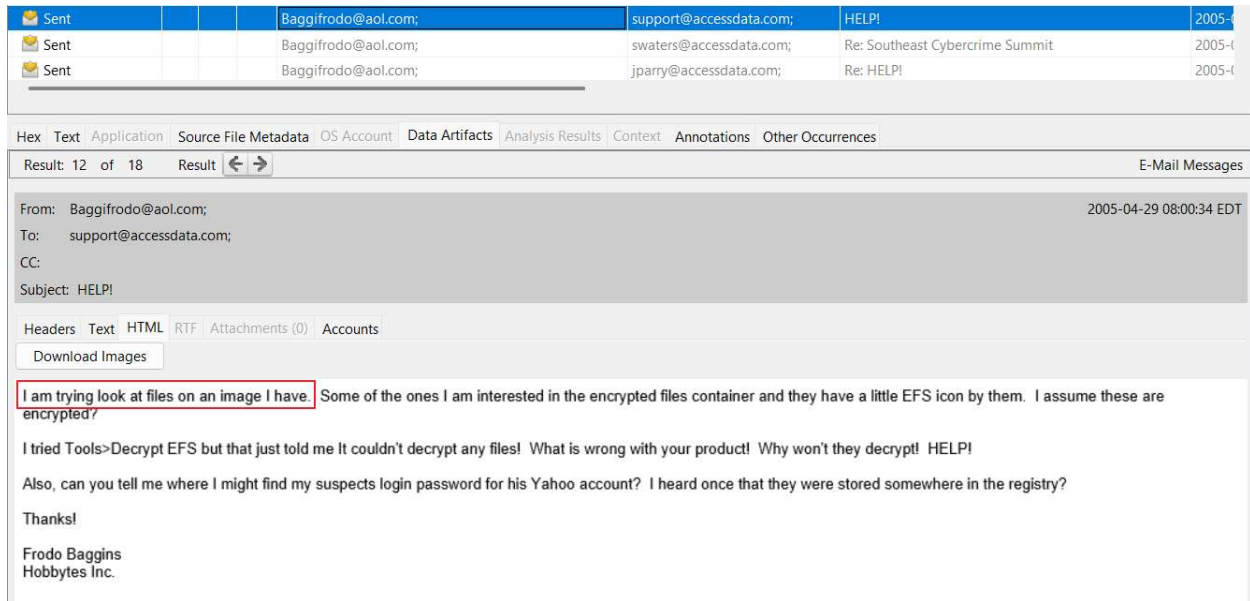 Sent Baggifrodo@aol.com; support@accessdata.com; HELP! 2005-0
Sent Baggifrodo@aol.com; swaters@accessdata.com; Re: Southeast Cybercrime Summit 2005-0
Sent Baggifrodo@aol.com; jparry@accessdata.com; Re: HELP! 2005-0
Hex Text Application Source File Metadata OS Account Data Artifacts Analysis Results Context Annotations Other Occurrences
Result: 12 of 18 Result E-Mail Messages
From: Baggifrodo@aol.com; 2005-04-29 08:00:34 EDT
To: support@accessdata.com;
CC:
Subject: HELP!
Headers Text HTML RTF Attachments (0) Accounts
Download Images
I am trying look at files on an image I have. Some of the ones I am interested in the encrypted files container and they have a little EFS icon by them. I assume these are
encrypted?
I tried Tools>Decrypt EFS but that just told me It couldn't decrypt any files! What is wrong with your product! Why won't they decrypt! HELP!
Also, can you tell me where I might find my suspects login password for his Yahoo account? I heard once that they were stored somewhere in the registry?
Thanks!
Frodo Baggins
Hobbytes Inc.